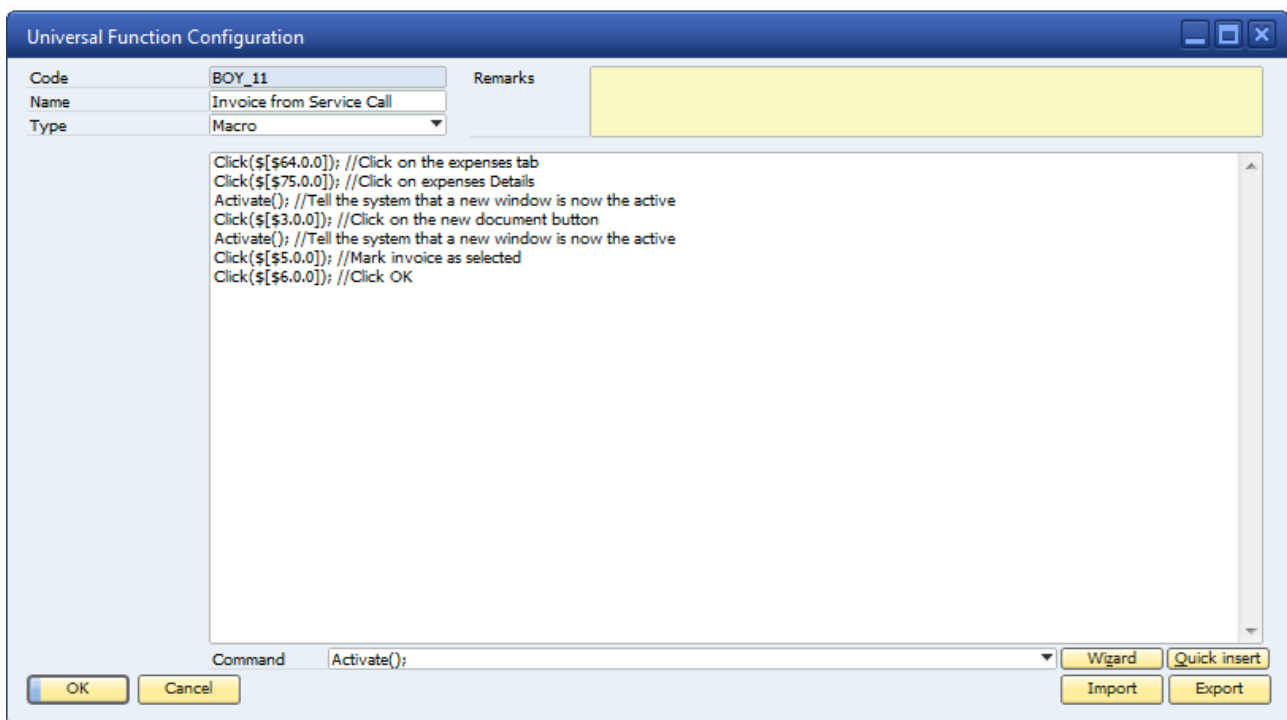 Universal Function Configuration
Code BOY_11 Remarks
Name Invoice from Service Call
Type Macro
Click($[$64.0.0]); //Click on the expenses tab
Click($[$75.0.0]); //Click on expenses Details
Activate(); //Tell the system that a new window is now the active
Click($[$3.0.0]); //Click on the new document button
Activate(); //Tell the system that a new window is now the active
Click($[$5.0.0]); //Mark invoice as selected
Click($[$6.0.0]); //Click OK
Command Activate(); Wizard Quick insert
OK Cancel Import Export